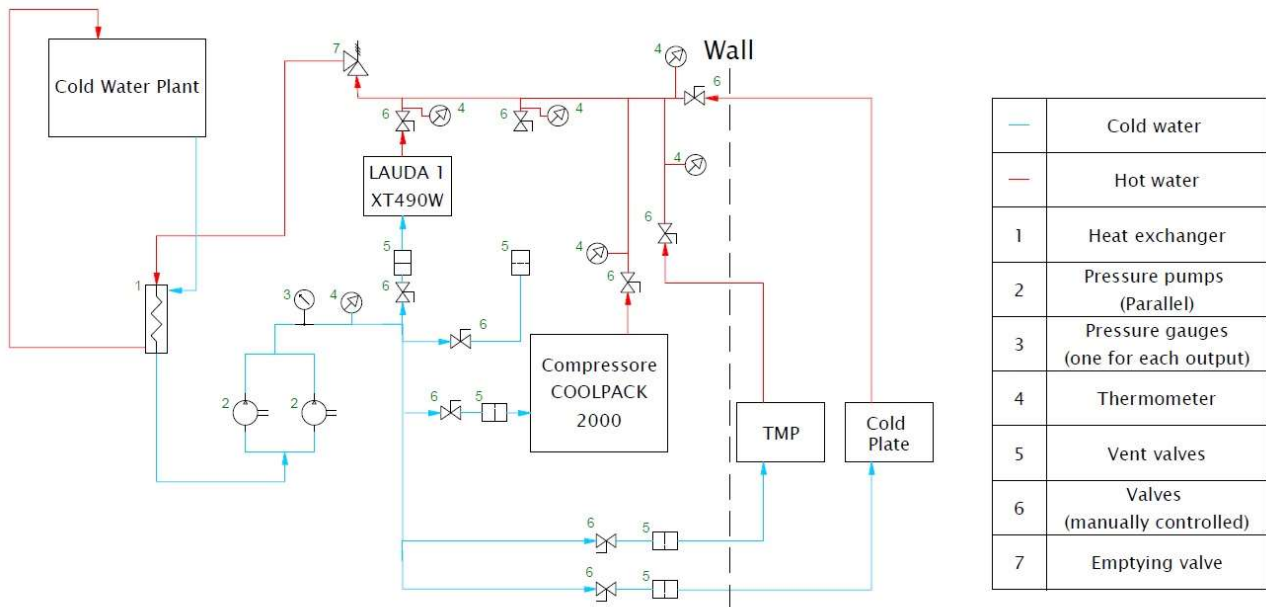 Cold Water Plant
7
4
Wall
6
6
4
6
4
LAUDA 1
XT490W
4
6
5
5
6
4
6
1
3
4
6
Compressore
COOLPACK
2000
2
2
6
5
TMP
Cold
Plate
6
5
6
5
Cold water
Hot water
1
Heat exchanger
2
Pressure pumps
(Parallel)
3
Pressure gauges
(one for each output)
4
Thermometer
5
Vent valves
6
Valves
(manually controlled)
7
Emptying valve